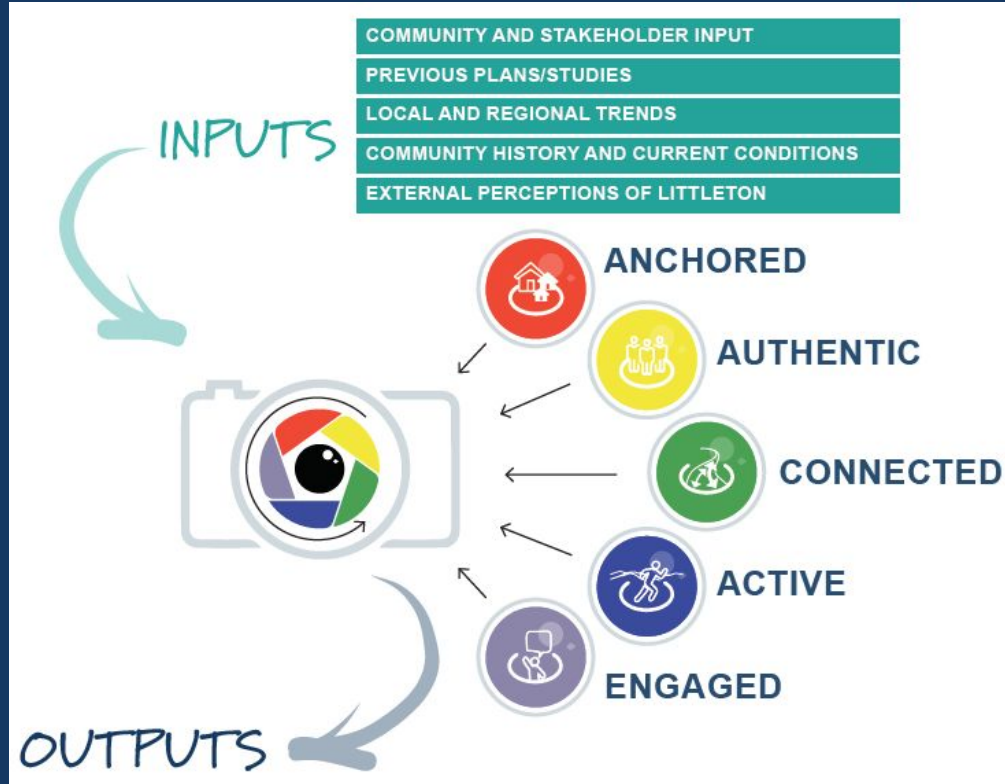 COMMUNITY AND STAKEHOLDER INPUT
PREVIOUS PLANS/STUDIES
INPUTS
LOCAL AND REGIONAL TRENDS
COMMUNITY HISTORY AND CURRENT CONDITIONS
EXTERNAL PERCEPTIONS OF LITTLETON
ANCHORED
AUTHENTIC
CONNECTED
ACTIVE
ENGAGED
OUTPUTS